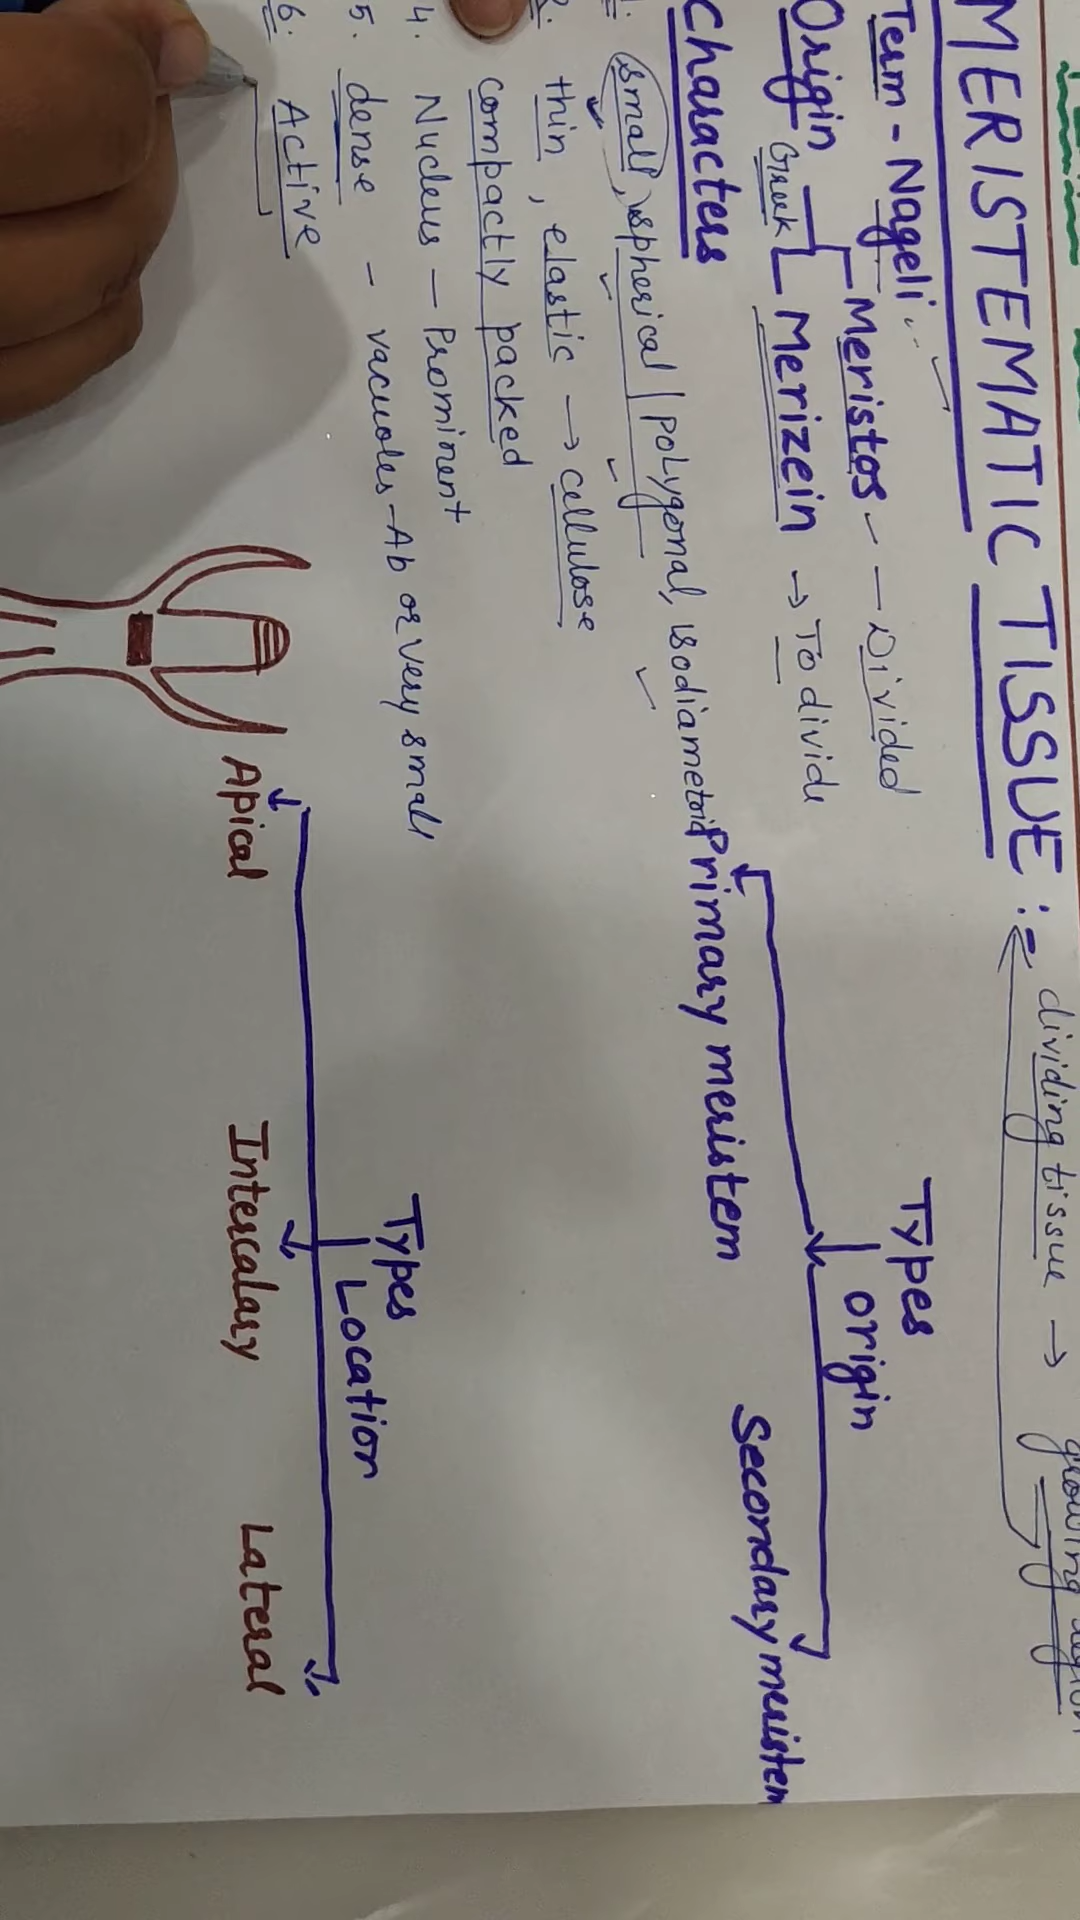 MERISTEMATIC TISSUE :- dividing tissue → growing region
Term - Nageli
Origin Meristos - Divided
Greek Merizein → To divide
Characters
1. small, spherical | polygonal, isodiametric
2. thin, elastic → cellulose
compactly packed
4. Nucleus - Prominent
5. dense - vacuoles - Ab or very small
6. Active
Types
origin
Primary meristem Secondary meristem
Types
Location
Apical Intercalary Lateral